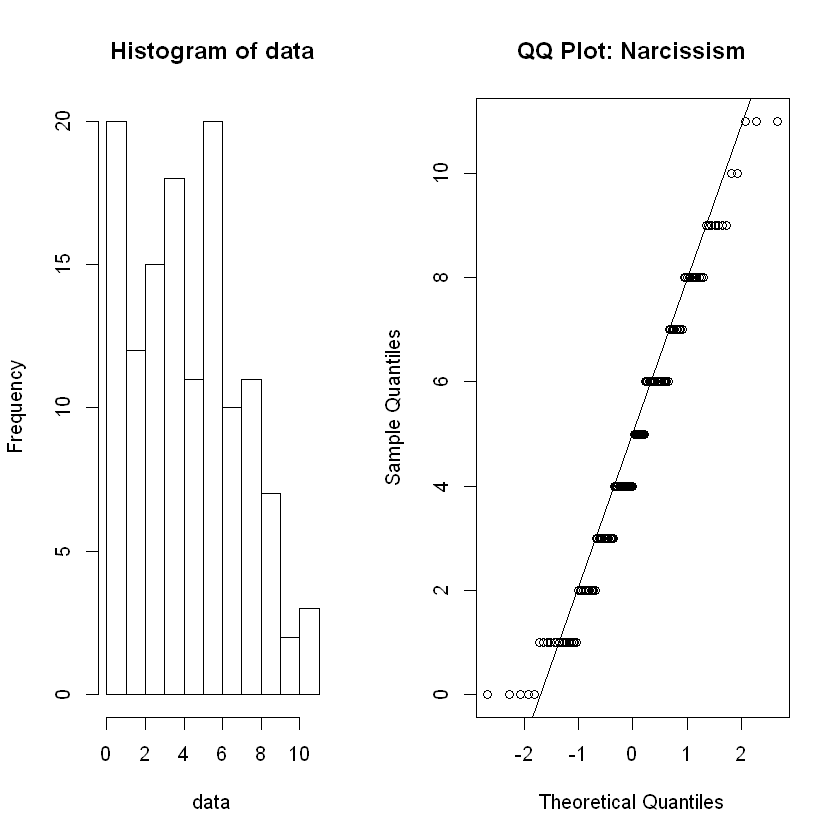 Histogram of data
Frequency
20
15
10
5
0
0 2 4 6 8 10
data
QQ Plot: Narcissism
Sample Quantiles
10
8
6
4
2
0
-2 -1 0 1 2
Theoretical Quantiles